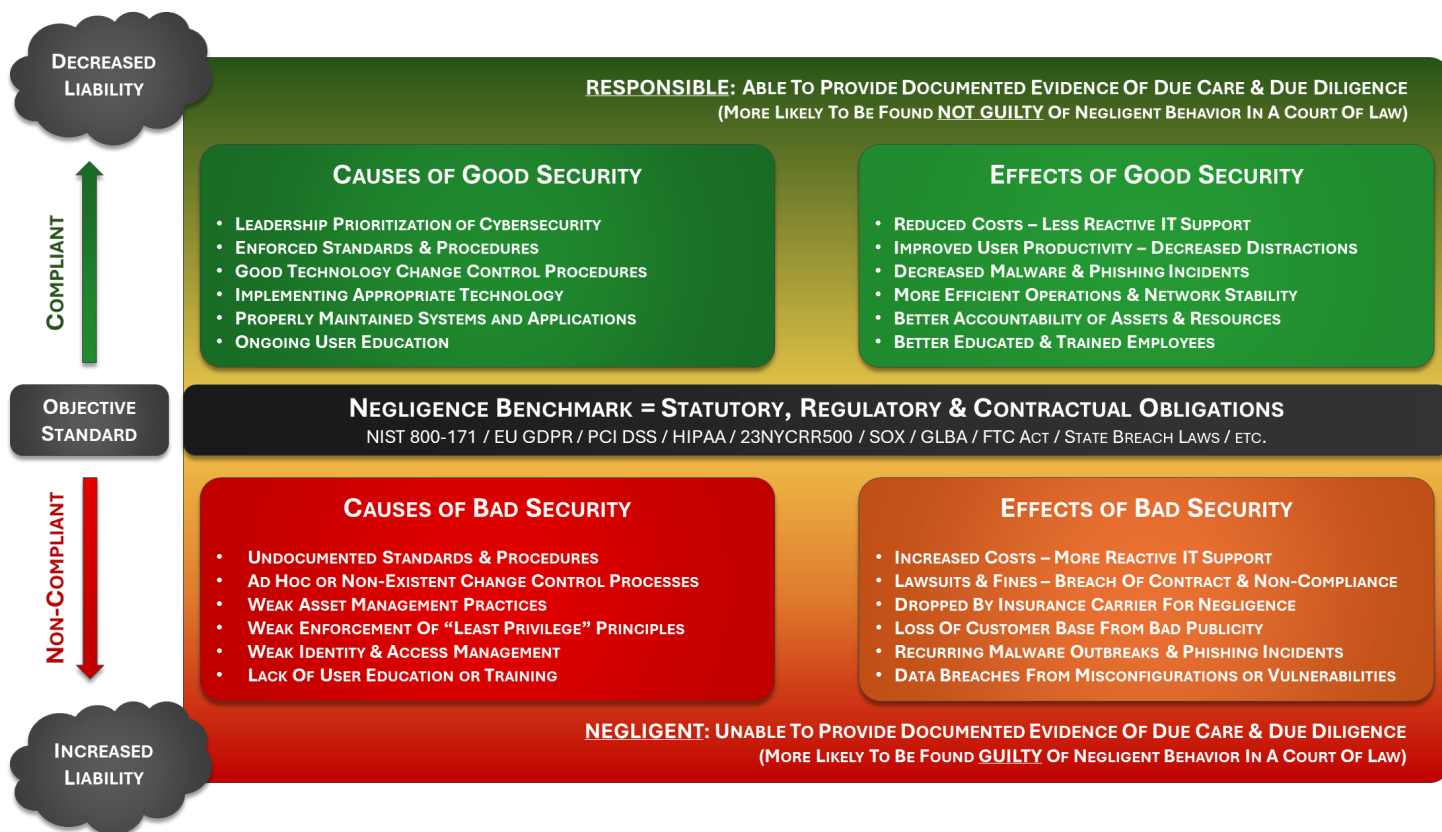 DECREASED
LIABILITY
RESPONSIBLE: ABLE TO PROVIDE DOCUMENTED EVIDENCE OF DUE CARE & DUE DILIGENCE
(MORE LIKELY TO BE FOUND NOT GUILTY OF NEGLIGENT BEHAVIOR IN A COURT OF LAW)
COMPLIANT
CAUSES OF GOOD SECURITY
• LEADERSHIP PRIORITIZATION OF CYBERSECURITY
• ENFORCED STANDARDS & PROCEDURES
• GOOD TECHNOLOGY CHANGE CONTROL PROCEDURES
• IMPLEMENTING APPROPRIATE TECHNOLOGY
• PROPERLY MAINTAINED SYSTEMS AND APPLICATIONS
• ONGOING USER EDUCATION
EFFECTS OF GOOD SECURITY
• REDUCED COSTS – LESS REACTIVE IT SUPPORT
• IMPROVED USER PRODUCTIVITY – DECREASED DISTRACTIONS
• DECREASED MALWARE & PHISHING INCIDENTS
• MORE EFFICIENT OPERATIONS & NETWORK STABILITY
• BETTER ACCOUNTABILITY OF ASSETS & RESOURCES
• BETTER EDUCATED & TRAINED EMPLOYEES
OBJECTIVE
STANDARD
NEGLIGENCE BENCHMARK = STATUTORY, REGULATORY & CONTRACTUAL OBLIGATIONS
NIST 800-171 / EU GDPR / PCI DSS / HIPAA / 23NYCRR500 / SOX / GLBA / FTC ACT / STATE BREACH LAWS / ETC.
NON-COMPLIANT
CAUSES OF BAD SECURITY
• UNDOCUMENTED STANDARDS & PROCEDURES
• AD HOC OR NON-EXISTENT CHANGE CONTROL PROCESSES
• WEAK ASSET MANAGEMENT PRACTICES
• WEAK ENFORCEMENT OF “LEAST PRIVILEGE” PRINCIPLES
• WEAK IDENTITY & ACCESS MANAGEMENT
• LACK OF USER EDUCATION OR TRAINING
EFFECTS OF BAD SECURITY
• INCREASED COSTS – MORE REACTIVE IT SUPPORT
• LAWSUITS & FINES – BREACH OF CONTRACT & NON-COMPLIANCE
• DROPPED BY INSURANCE CARRIER FOR NEGLIGENCE
• LOSS OF CUSTOMER BASE FROM BAD PUBLICITY
• RECURRING MALWARE OUTBREAKS & PHISHING INCIDENTS
• DATA BREACHES FROM MISCONFIGURATIONS OR VULNERABILITIES
INCREASED
LIABILITY
NEGLIGENT: UNABLE TO PROVIDE DOCUMENTED EVIDENCE OF DUE CARE & DUE DILIGENCE
(MORE LIKELY TO BE FOUND GUILTY OF NEGLIGENT BEHAVIOR IN A COURT OF LAW)